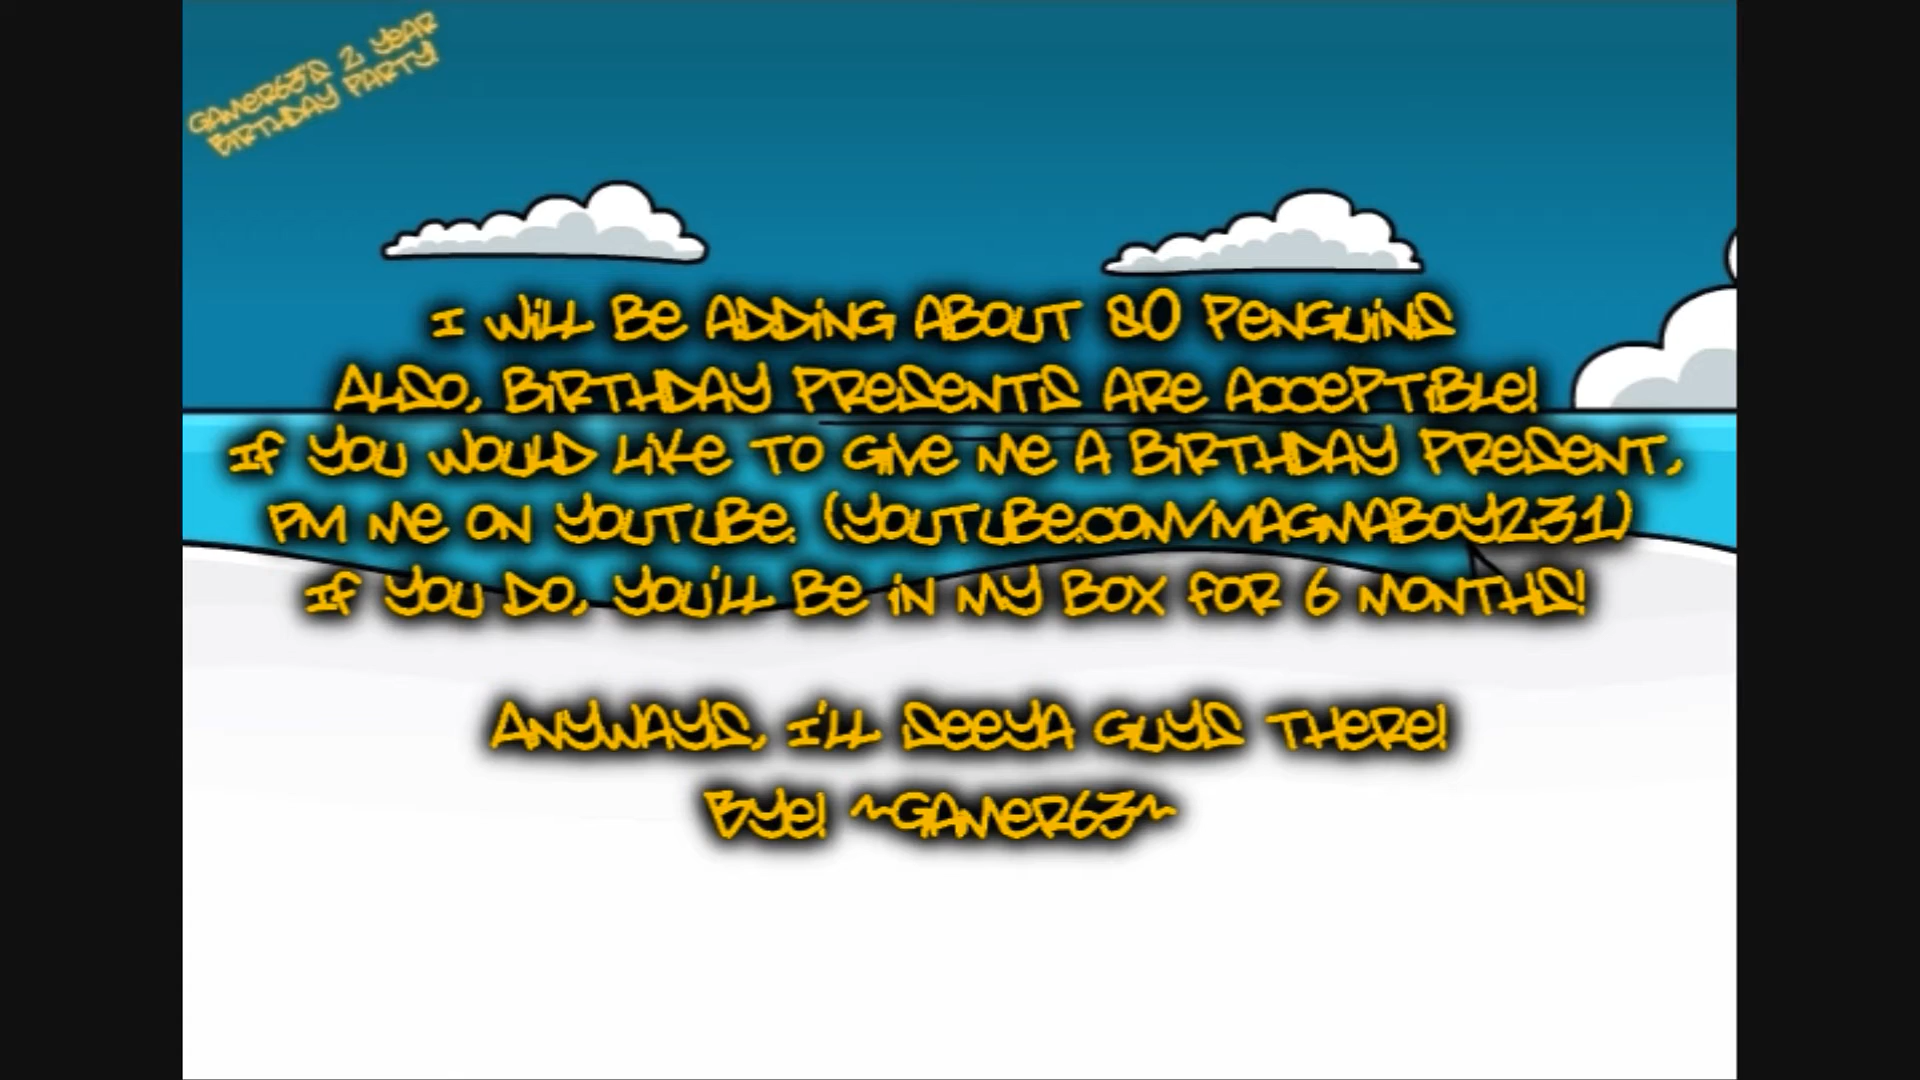 GAMER63'S 2 YEAR
BIRTHDAY PARTY!
I WILL BE ADDING ABOUT 80 PENGUINS
ALSO, BIRTHDAY PRESENTS ARE ACCEPTIBLE!
IF YOU WOULD LIKE TO GIVE ME A BIRTHDAY PRESENT,
PM ME ON YOUTUBE. (YOUTUBE.COM/MAGMABOY231)
IF YOU DO, YOU'LL BE IN MY BOX FOR 6 MONTHS!
ANYWAYS, I'LL SEEYA GUYS THERE!
BYE! ~GAMER63~